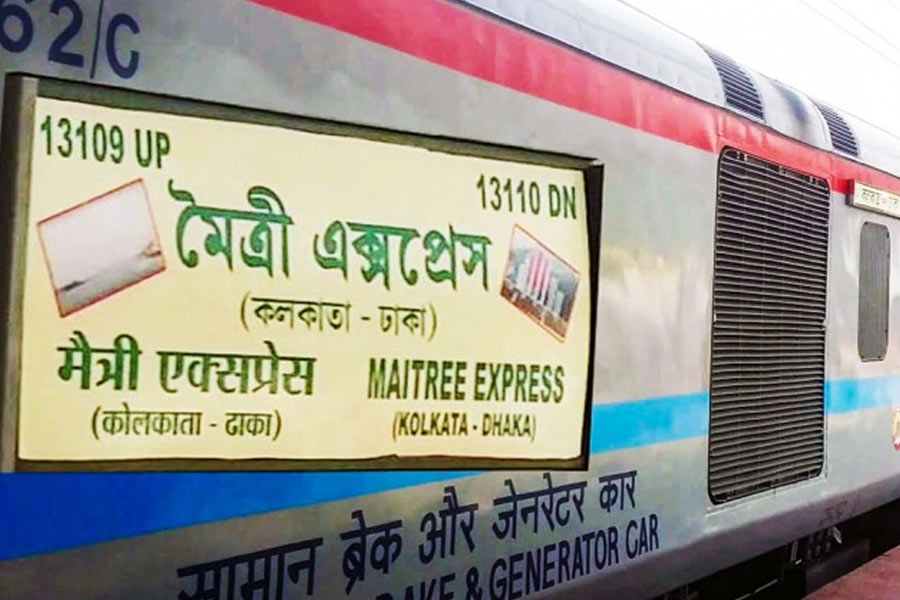 62/C
13109 UP
13110 DN
মৈত্রী এক্সপ্রেস
(কলকাতা - ঢাকা)
मैत्री एक्सप्रेस
(कोलकाता - ढाका)
MAITREE EXPRESS
(KOLKATA - DHAKA)
सामान ब्रेक और जेनरेटर कार
& GENERATOR CAR